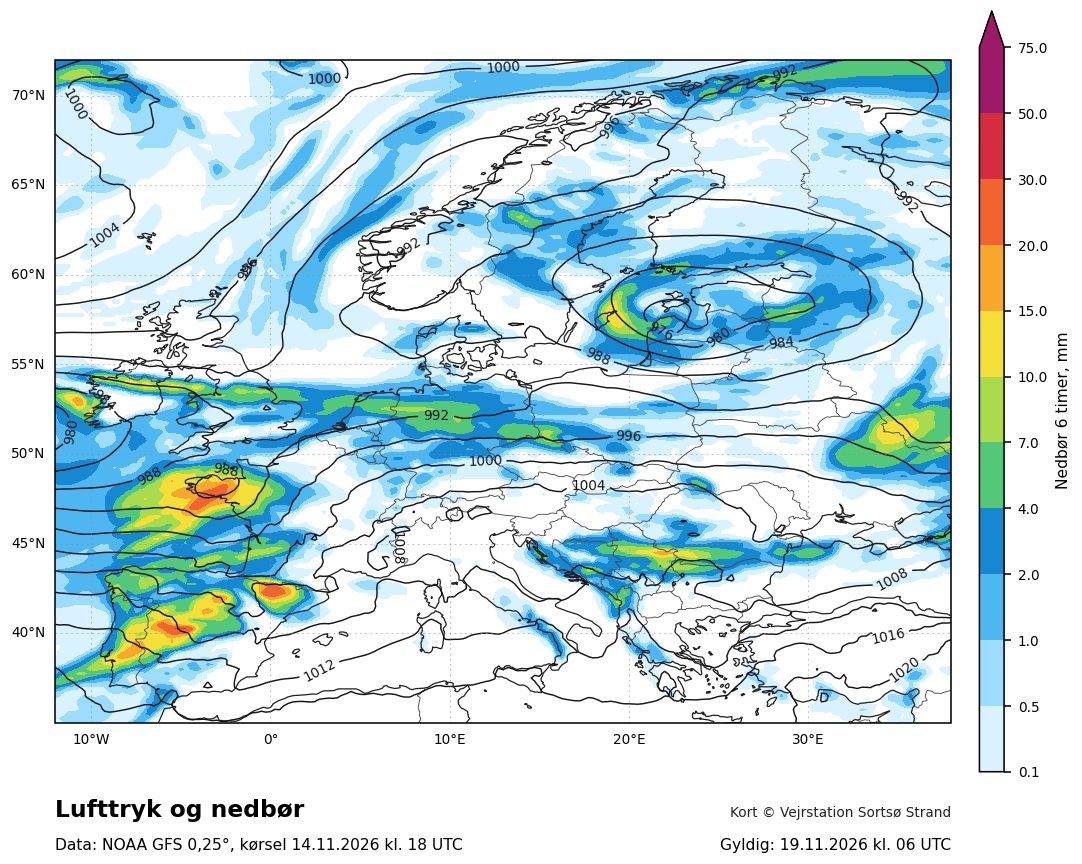 1000
1000
992
1000
996
992
1004
992
996
976
980
984
988
984
980
992
996
988
988
1000
1004
1008
1008
1012
1016
1020
70°N
65°N
60°N
55°N
50°N
45°N
40°N
10°W
0°
10°E
20°E
30°E
75.0
50.0
30.0
20.0
15.0
10.0
7.0
4.0
2.0
1.0
0.5
0.1
Nedbør 6 timer, mm
Lufttryk og nedbør
Kort © Vejrstation Sortsø Strand
Data: NOAA GFS 0,25°, kørsel 14.11.2026 kl. 18 UTC
Gyldig: 19.11.2026 kl. 06 UTC